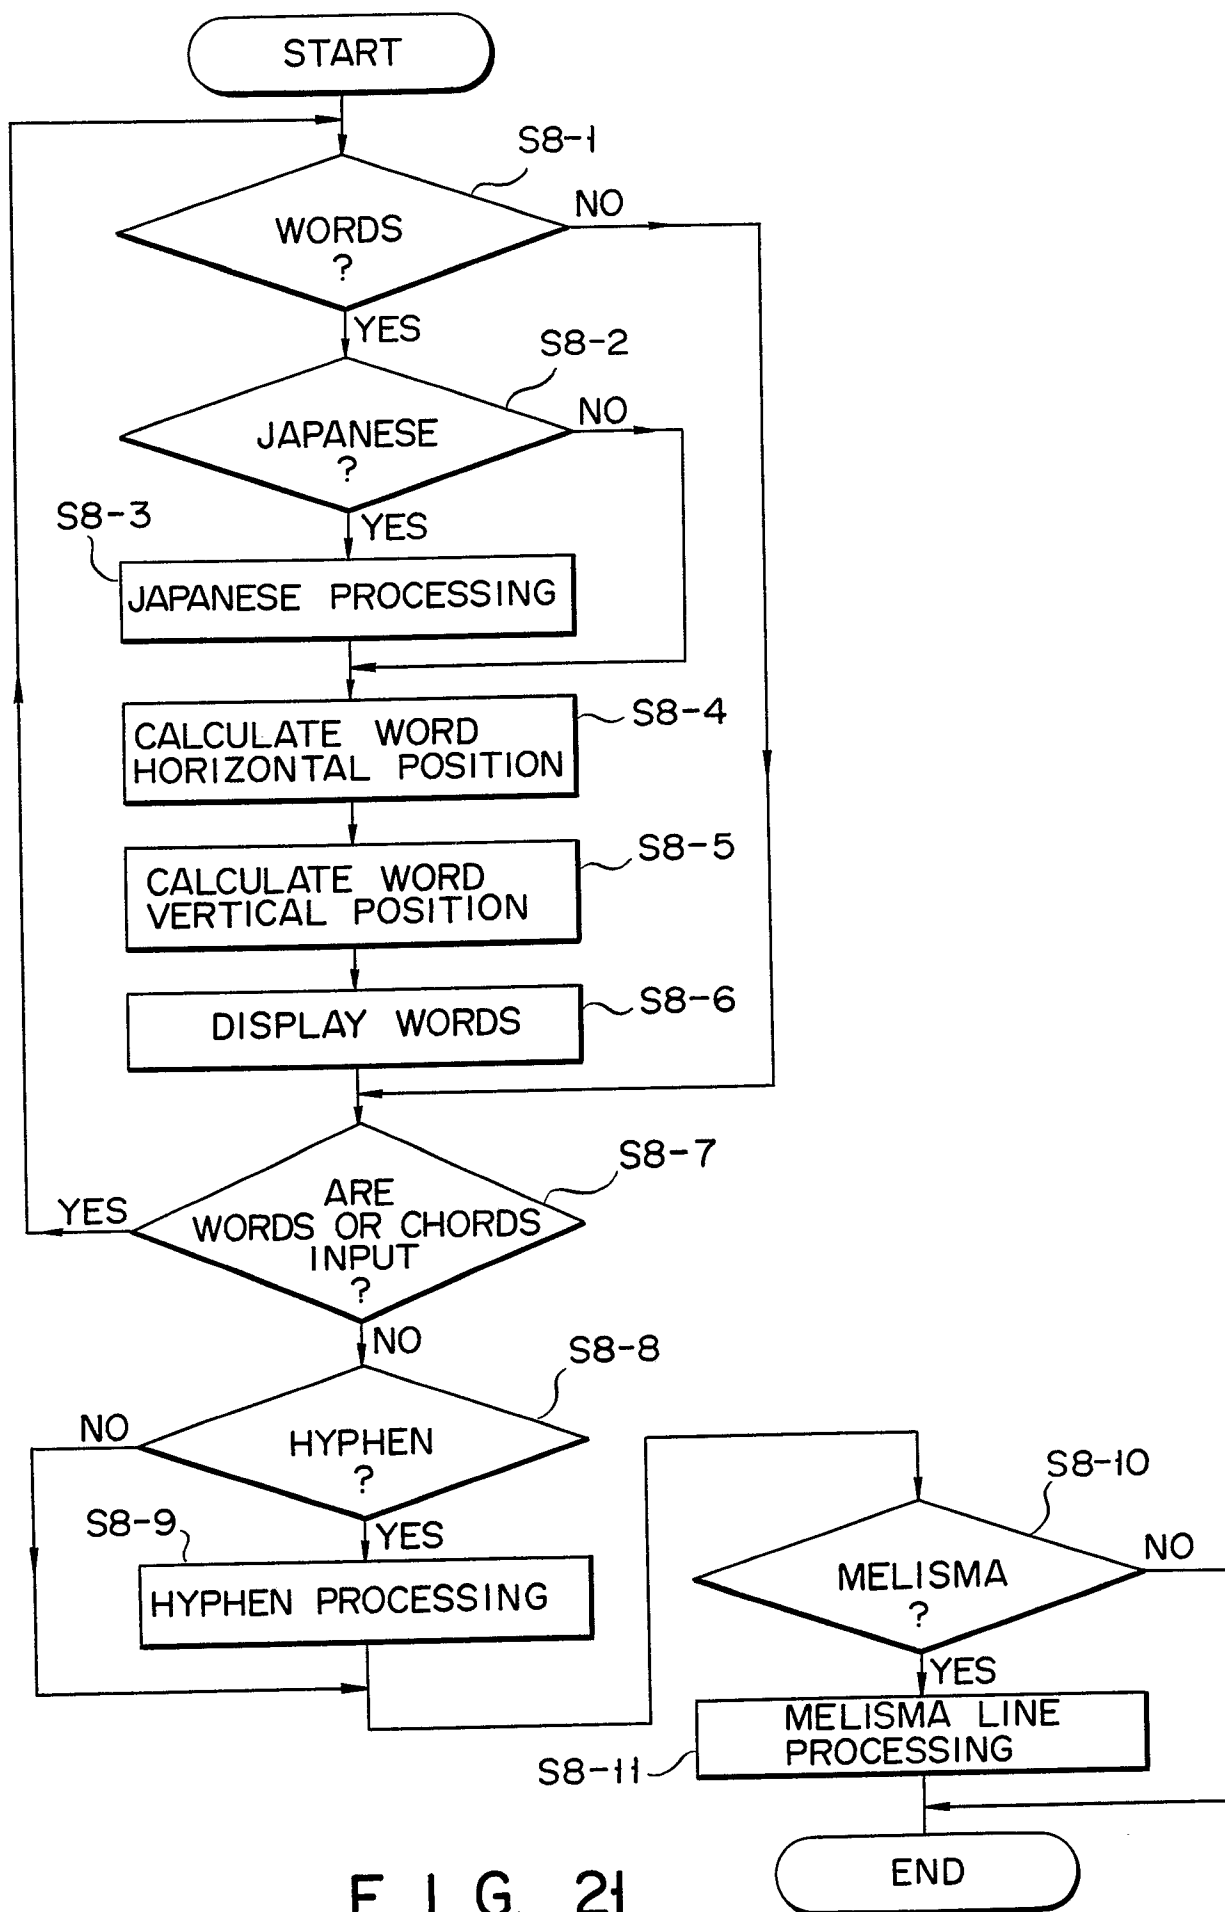 START
S8-1
WORDS
?
NO
YES
S8-2
JAPANESE
?
NO
YES
S8-3
JAPANESE PROCESSING
S8-4
CALCULATE WORD
HORIZONTAL POSITION
S8-5
CALCULATE WORD
VERTICAL POSITION
S8-6
DISPLAY WORDS
S8-7
ARE
WORDS OR CHORDS
INPUT
?
YES
NO
S8-8
HYPHEN
?
NO
YES
S8-9
HYPHEN PROCESSING
S8-10
MELISMA
?
NO
YES
S8-11
MELISMA LINE
PROCESSING
END
FIG. 21